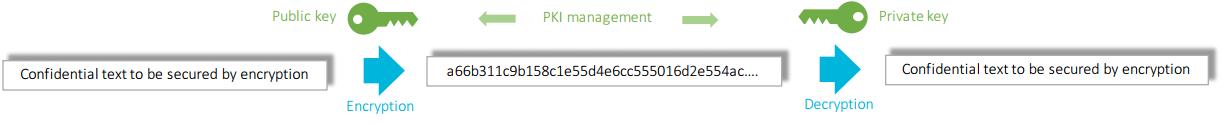 Public key
PKI management
Private key
Confidential text to be secured by encryption
a66b311c9b158c1e55d4e6cc555016d2e554ac....
Confidential text to be secured by encryption
Encryption
Decryption